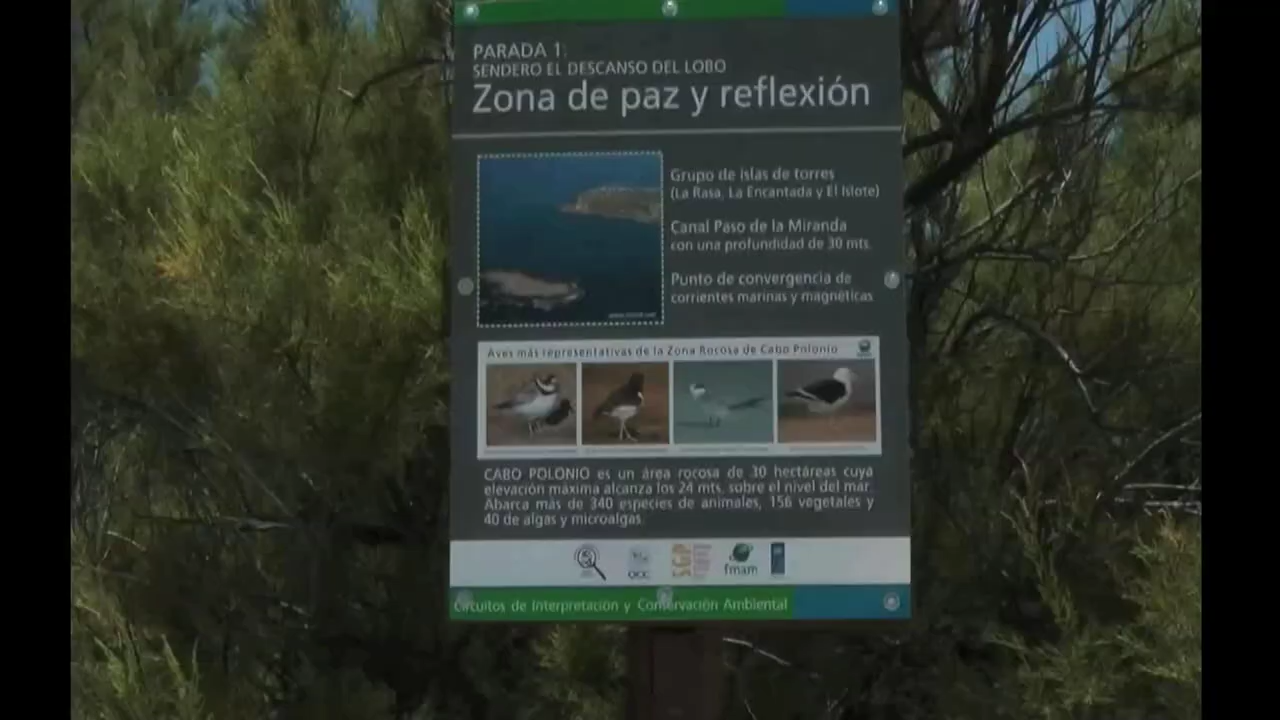 PARADA 1:
SENDERO EL DESCANSO DEL LOBO
Zona de paz y reflexión
Grupo de islas de torres
(La Rasa, La Encantada y El Islote)
Canal Paso de la Miranda
con una profundidad de 30 mts.
Punto de convergencia de
corrientes marinas y magnéticas
Aves más representativas de la Zona Rocosa de Cabo Polonio
CABO POLONIO es un área rocosa de 30 hectáreas cuya
elevación máxima alcanza los 24 mts. sobre el nivel del mar.
Abarca más de 340 especies de animales, 156 vegetales y
40 de algas y microalgas.
SGP
fmam
Circuitos de Interpretación y Conservación Ambiental